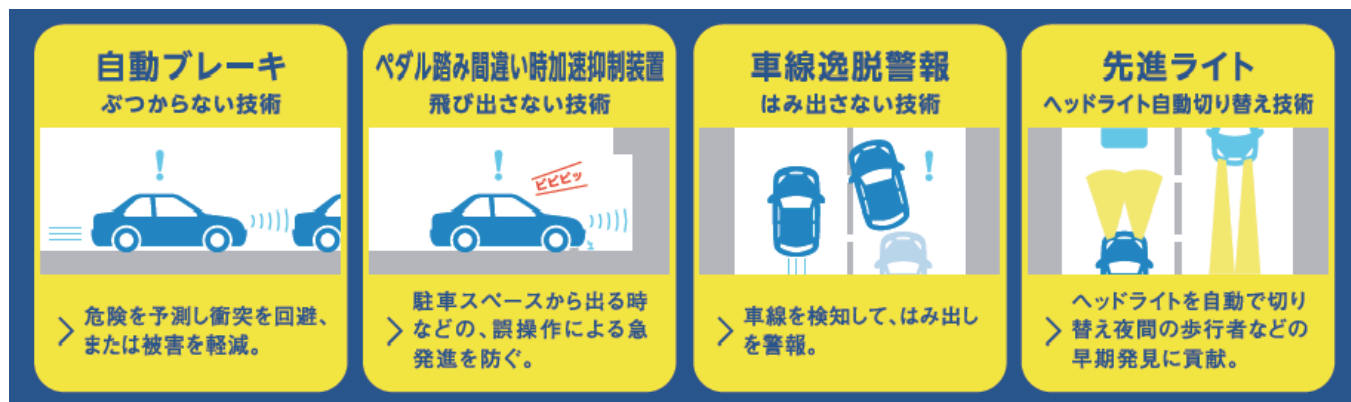 自動ブレーキ
ぶつからない技術
危険を予測し衝突を回避、
または被害を軽減。
ペダル踏み間違い時加速抑制装置
飛び出さない技術
ピピピッ
駐車スペースから出る時
などの、誤操作による急
発進を防ぐ。
車線逸脱警報
はみ出さない技術
車線を検知して、はみ出し
を警報。
先進ライト
ヘッドライト自動切り替え技術
ヘッドライトを自動で切り
替え夜間の歩行者などの
早期発見に貢献。